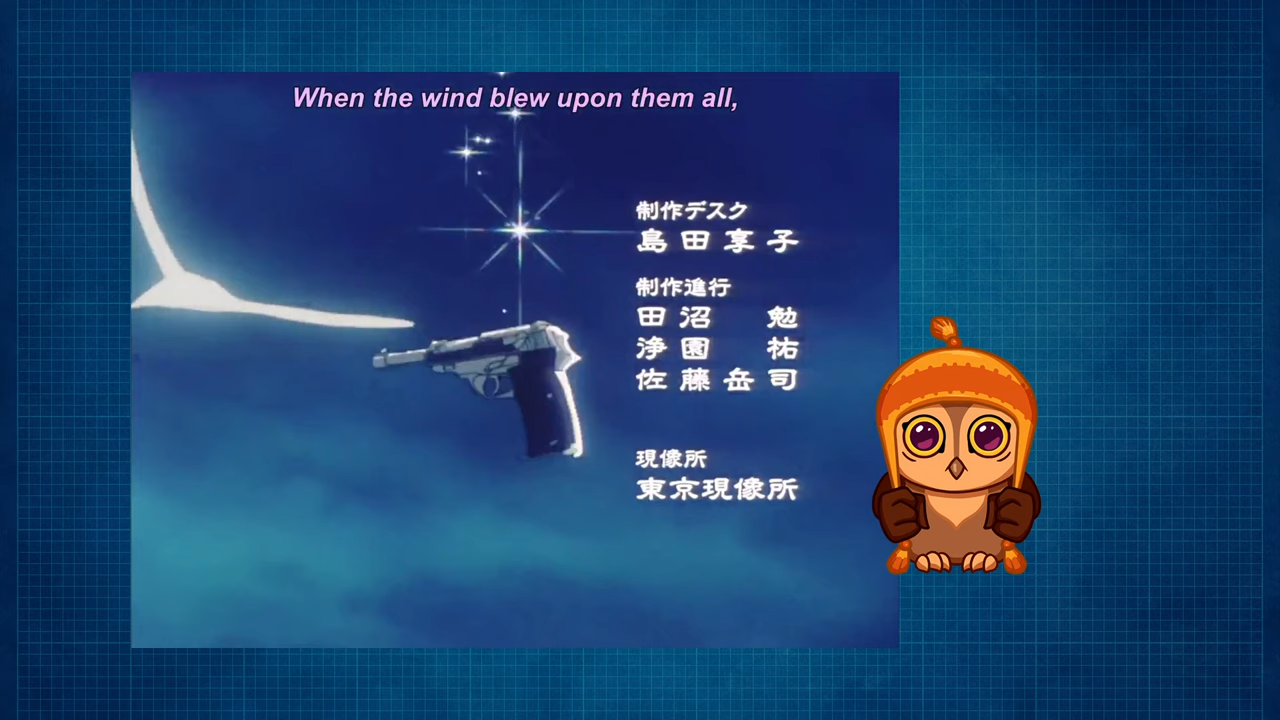 When the wind blew upon them all,
制作デスク
島田享子
制作進行
田沼 勉
浄園 祐
佐藤岳司
現像所
東京現像所